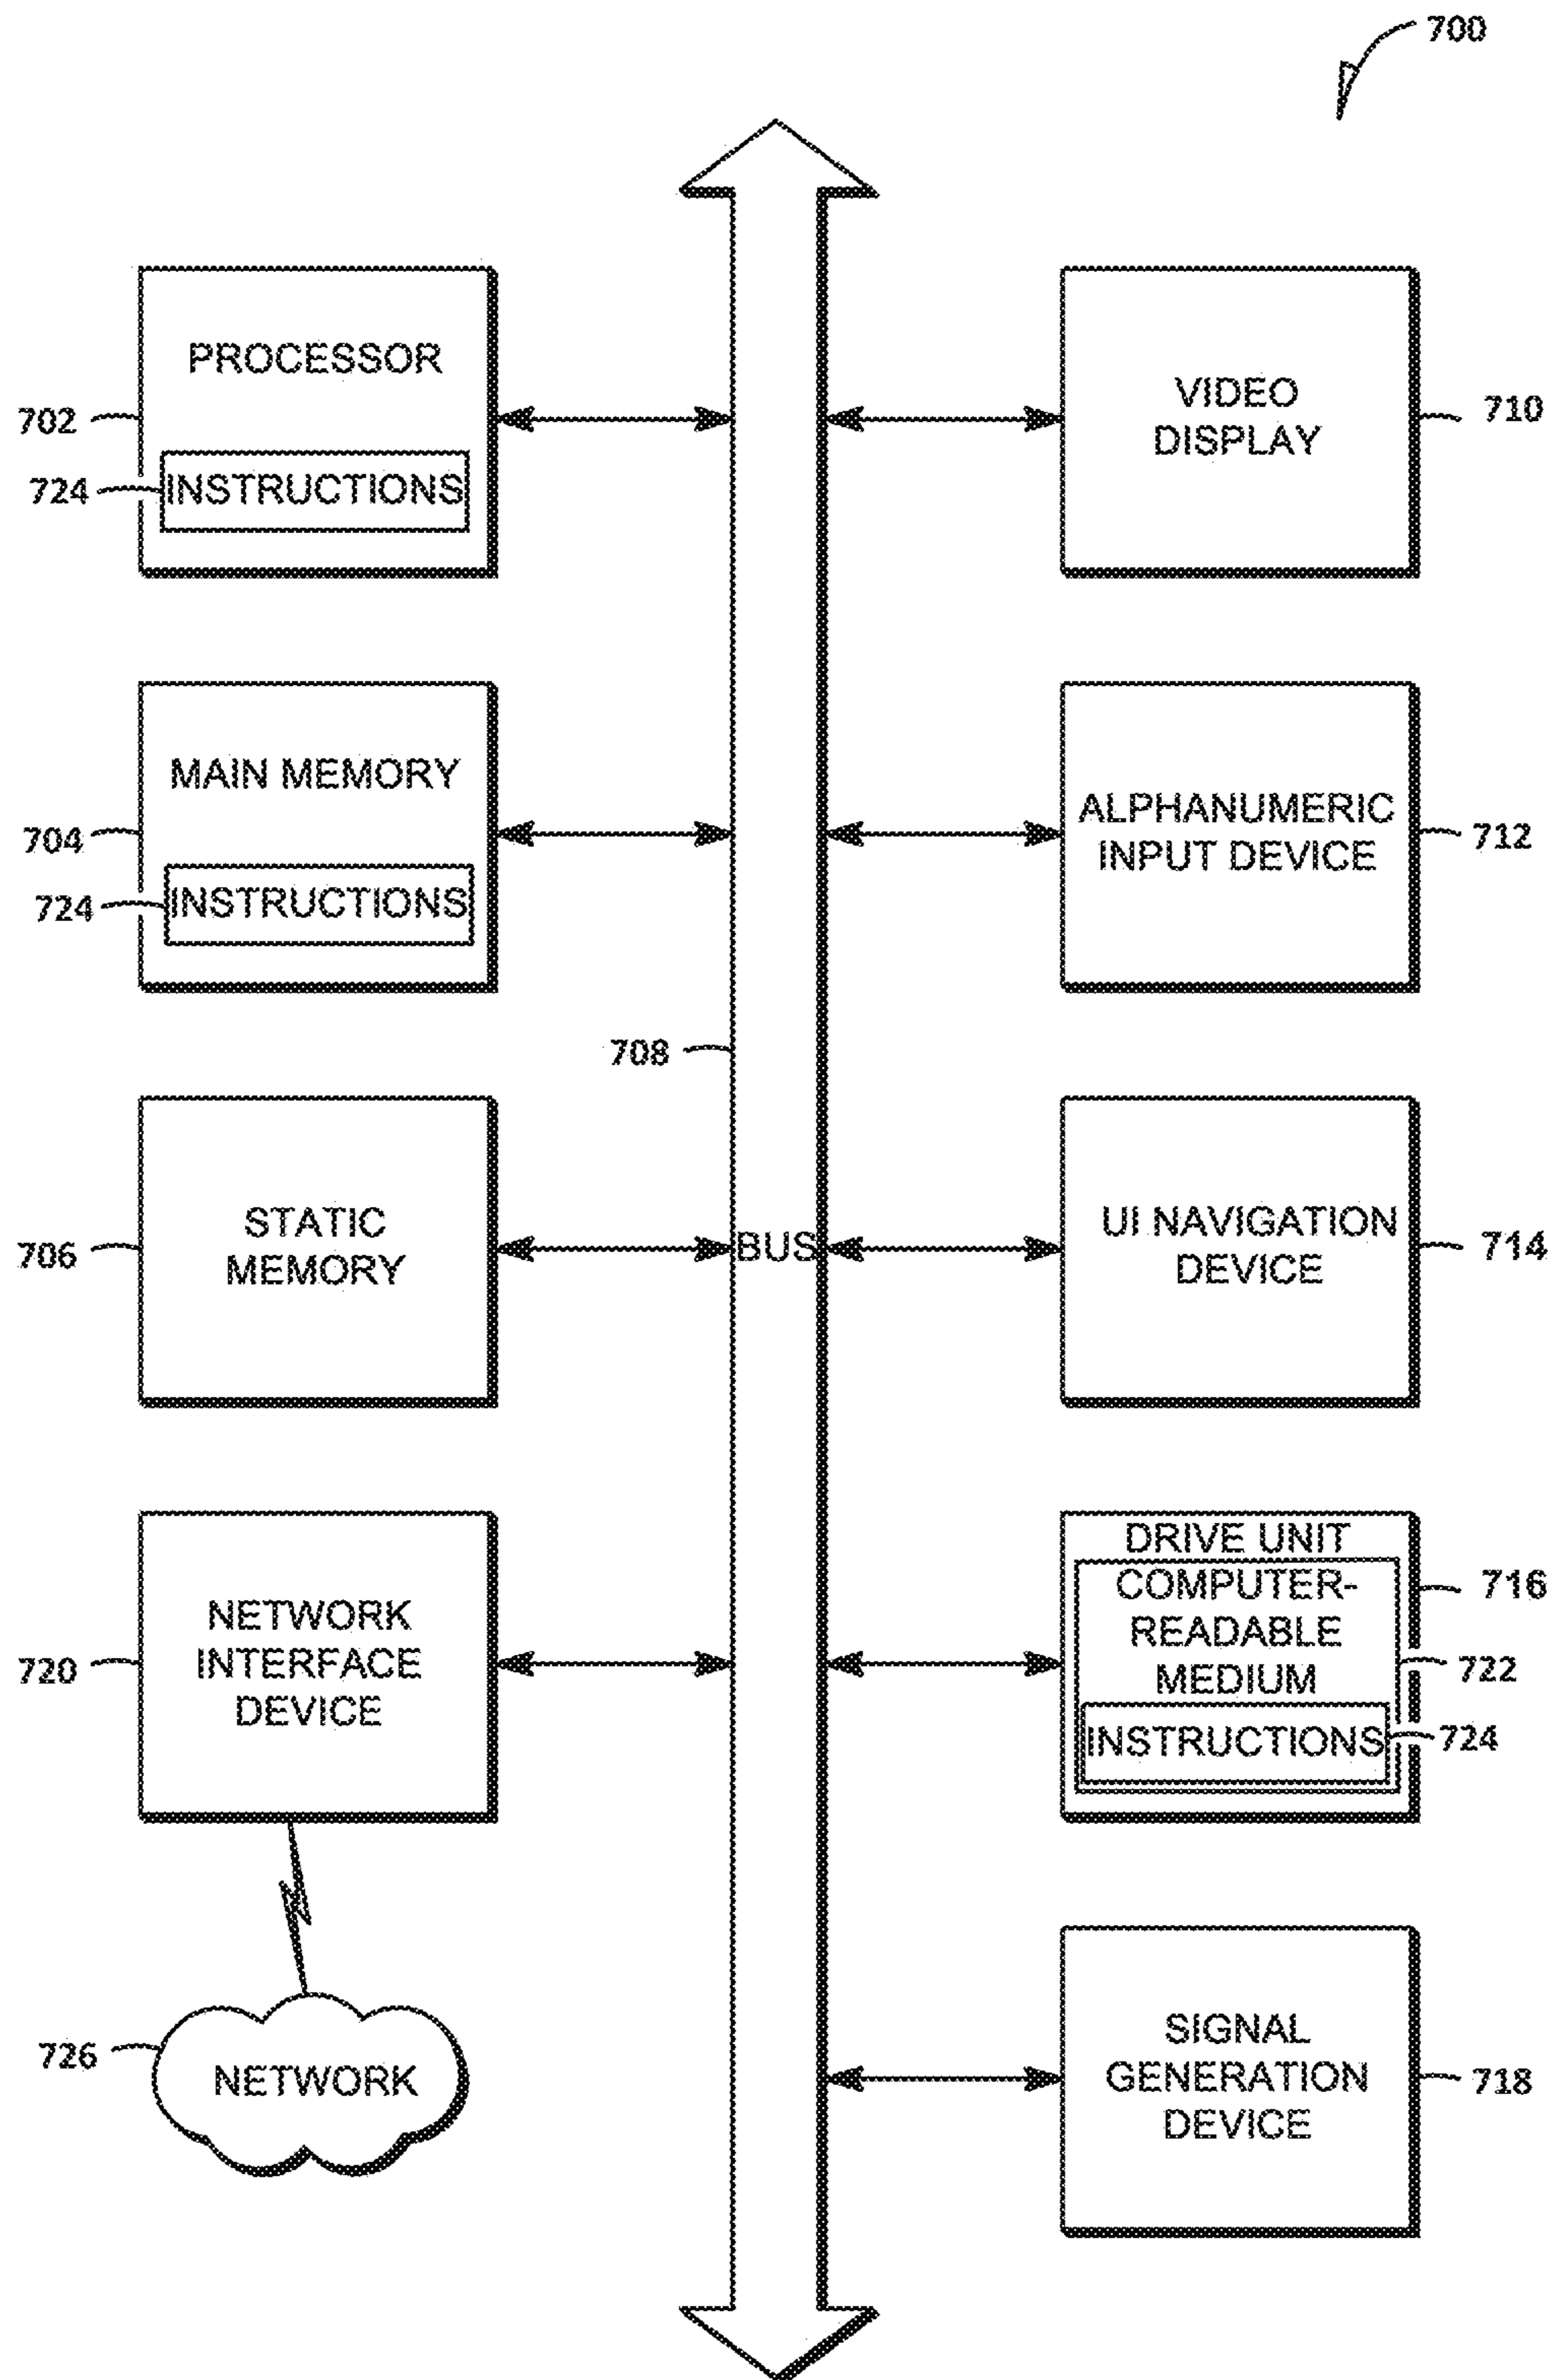 700
PROCESSOR
702
724
INSTRUCTIONS
VIDEO
DISPLAY
710
MAIN MEMORY
704
724
INSTRUCTIONS
ALPHANUMERIC
INPUT DEVICE
712
708
STATIC
MEMORY
706
BUS
UI NAVIGATION
DEVICE
714
NETWORK
INTERFACE
DEVICE
720
DRIVE UNIT
COMPUTER-
READABLE
MEDIUM
716
722
INSTRUCTIONS
724
726
NETWORK
SIGNAL
GENERATION
DEVICE
718